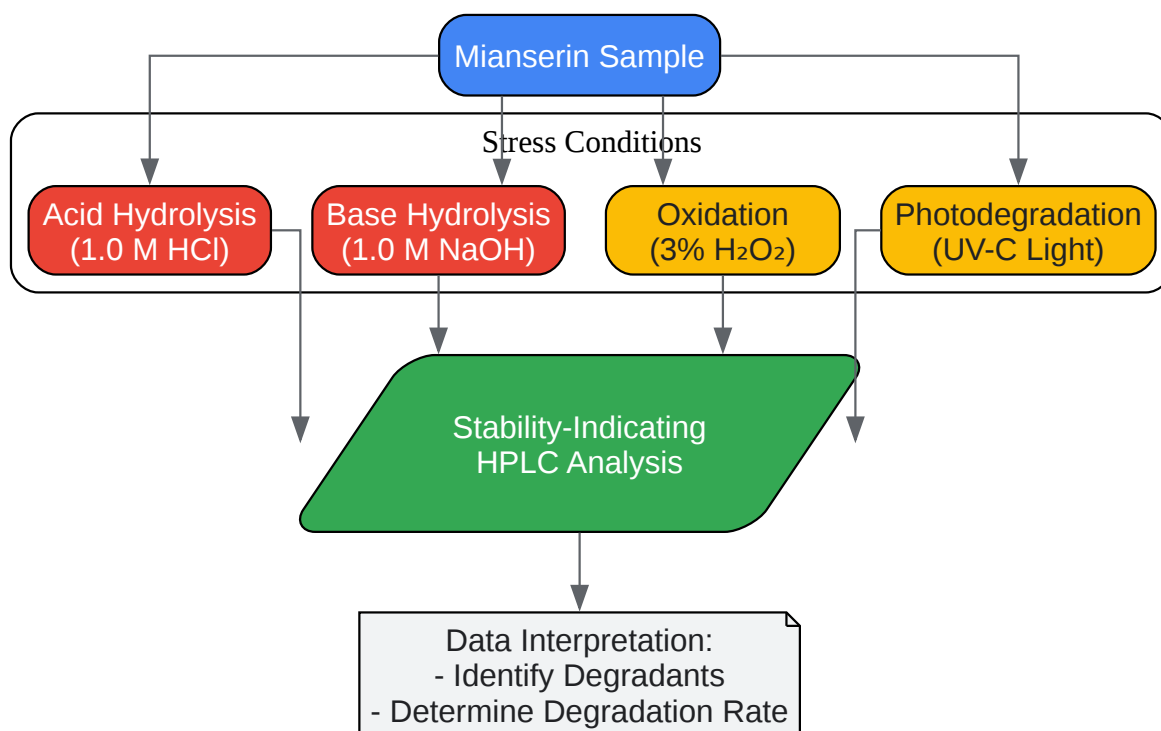 Mianserin Sample
Stress Conditions
Acid Hydrolysis
(1.0 M HCl)
Base Hydrolysis
(1.0 M NaOH)
Oxidation
(3% H₂O₂)
Photodegradation
(UV-C Light)
Stability-Indicating
HPLC Analysis
Data Interpretation:
- Identify Degradants
- Determine Degradation Rate